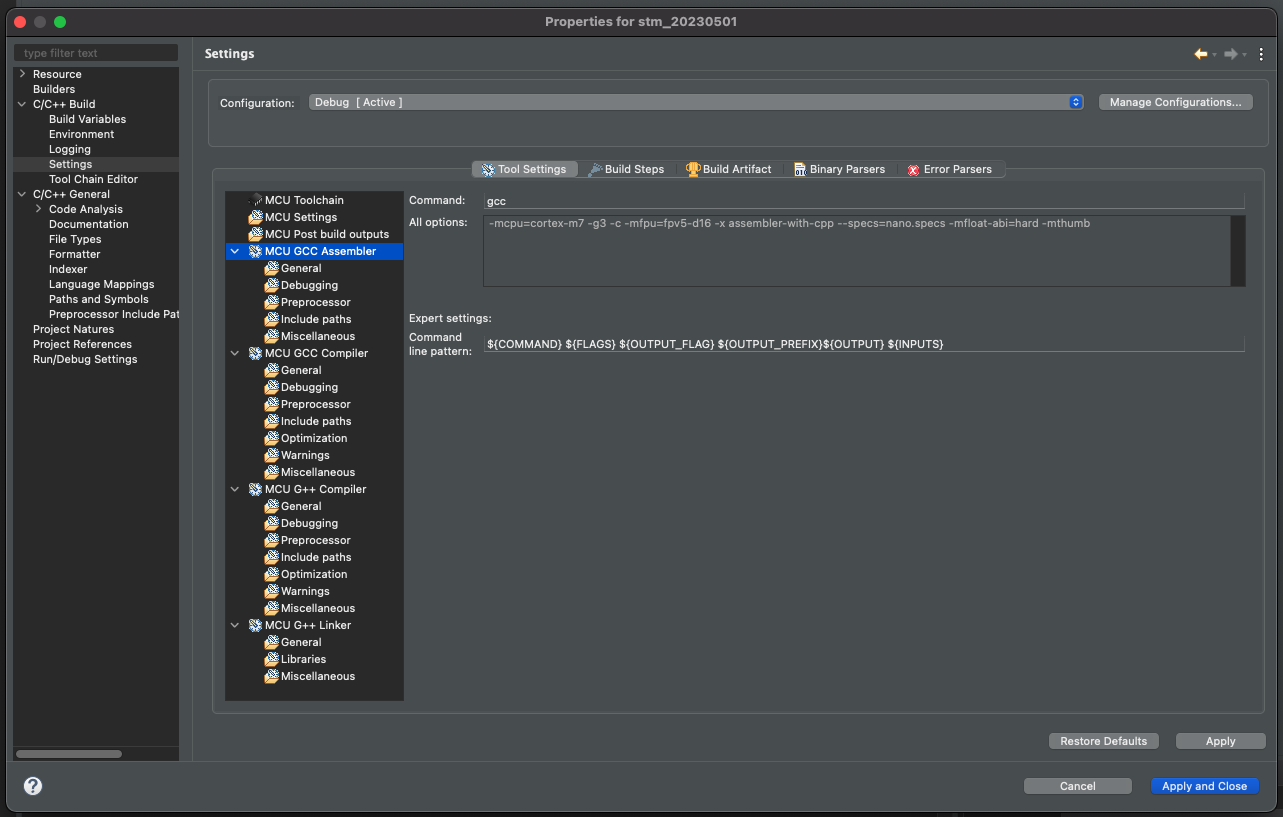 Properties for stm_20230501
type filter text
Resource
Builders
C/C++ Build
Build Variables
Environment
Logging
Settings
Tool Chain Editor
C/C++ General
Code Analysis
Documentation
File Types
Formatter
Indexer
Language Mappings
Paths and Symbols
Preprocessor Include Pat
Project Natures
Project References
Run/Debug Settings
Settings
Configuration:
Debug [ Active ]
Manage Configurations...
Tool Settings
Build Steps
Build Artifact
Binary Parsers
Error Parsers
MCU Toolchain
MCU Settings
MCU Post build outputs
MCU GCC Assembler
General
Debugging
Preprocessor
Include paths
Miscellaneous
MCU GCC Compiler
General
Debugging
Preprocessor
Include paths
Optimization
Warnings
Miscellaneous
MCU G++ Compiler
General
Debugging
Preprocessor
Include paths
Optimization
Warnings
Miscellaneous
MCU G++ Linker
General
Libraries
Miscellaneous
Command:
gcc
All options:
-mcpu=cortex-m7 -g3 -c -mfpu=fpv5-d16 -x assembler-with-cpp --specs=nano.specs -mfloat-abi=hard -mthumb
Expert settings:
Command
line pattern:
${COMMAND} ${FLAGS} ${OUTPUT_FLAG} ${OUTPUT_PREFIX}${OUTPUT} ${INPUTS}
Restore Defaults
Apply
?
Cancel
Apply and Close